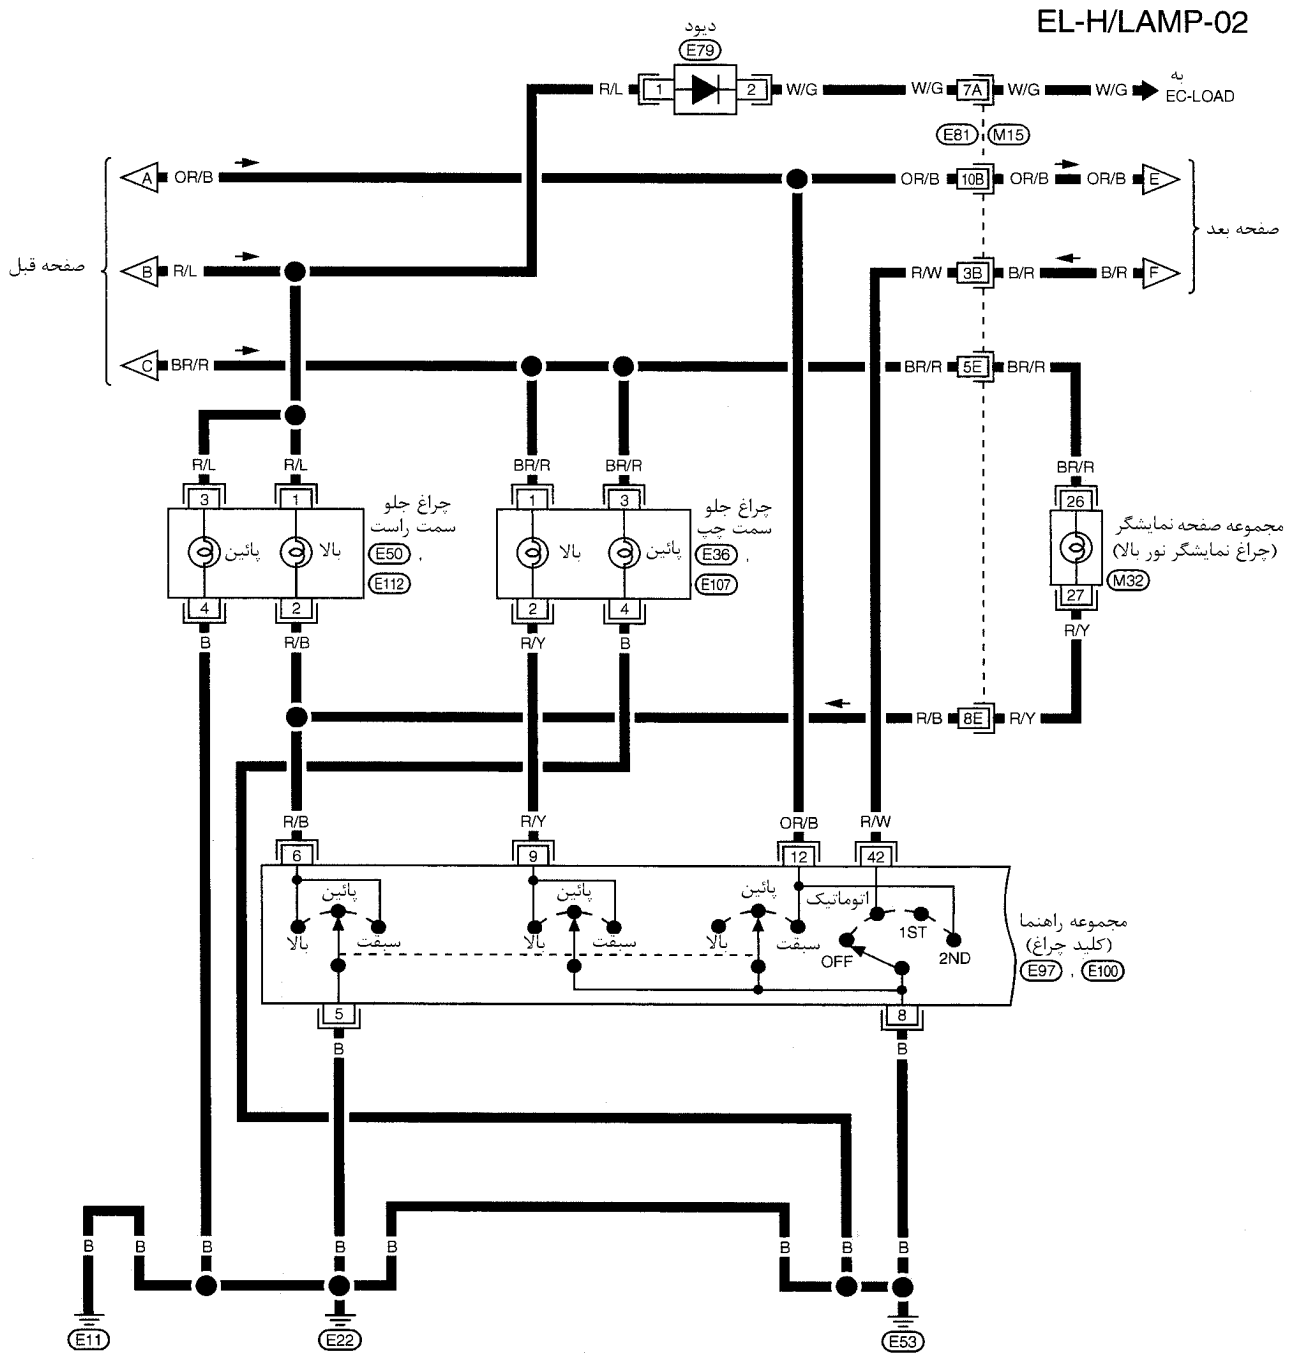 EL-H/LAMP-02
دیود
E79
R/L 1 2 W/G W/G 7A W/G W/G
به
EC-LOAD
E81 M15
A OR/B OR/B 10B OR/B OR/B E
صفحه قبل
صفحه بعد
B R/L R/W 3B B/R B/R F
C BR/R BR/R 5E BR/R
R/L R/L BR/R BR/R BR/R
3 1 1 3 26
چراغ جلو
سمت راست
E50 ,
E112
پائین
بالا
چراغ جلو
سمت چپ
E36 ,
E107
بالا
پائین
مجموعه صفحه نمایشگر
(چراغ نمایشگر نور بالا)
M32
4 2 2 4 27
B R/B R/Y B R/Y
R/B 8E R/Y
R/B R/Y OR/B R/W
6 9 12 42
پائین
بالا
سبقت
پائین
بالا
سبقت
پائین
بالا
سبقت
اتوماتیک
1ST
OFF
2ND
مجموعه راهنما
(کلید چراغ)
E97 , E100
5 8
B B
B B B B B B B B
E11 E22 E53